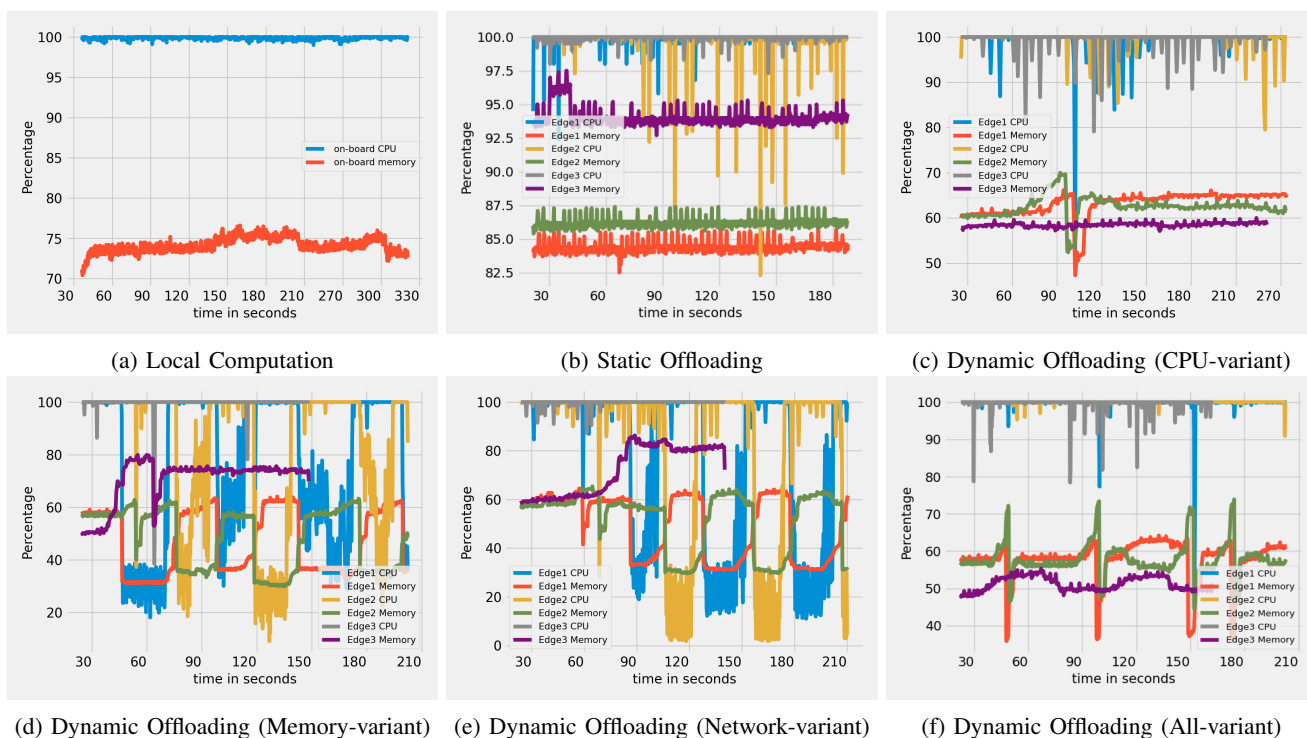 100
95
90
85
80
75
70
Percentage
on-board CPU
on-board memory
30 60 90 120 150 180 210 270 300 330
time in seconds
(a) Local Computation
100.0
97.5
95.0
92.5
90.0
87.5
85.0
82.5
Percentage
Edge1 CPU
Edge1 Memory
Edge2 CPU
Edge2 Memory
Edge3 CPU
Edge3 Memory
30 60 90 120 150 180
time in seconds
(b) Static Offloading
100
90
80
70
60
50
Percentage
Edge1 CPU
Edge1 Memory
Edge2 CPU
Edge2 Memory
Edge3 CPU
Edge3 Memory
30 60 90 120 150 180 210 270
time in seconds
(c) Dynamic Offloading (CPU-variant)
100
80
60
40
20
Percentage
Edge1 CPU
Edge1 Memory
Edge2 CPU
Edge2 Memory
Edge3 CPU
Edge3 Memory
30 60 90 120 150 180 210
time in seconds
(d) Dynamic Offloading (Memory-variant)
100
80
60
40
20
0
Percentage
Edge1 CPU
Edge1 Memory
Edge2 CPU
Edge2 Memory
Edge3 CPU
Edge3 Memory
30 60 90 120 150 180 210
time in seconds
(e) Dynamic Offloading (Network-variant)
100
90
80
70
60
50
40
Percentage
Edge1 CPU
Edge1 Memory
Edge2 CPU
Edge2 Memory
Edge3 CPU
Edge3 Memory
30 60 90 120 150 180 210
time in seconds
(f) Dynamic Offloading (All-variant)